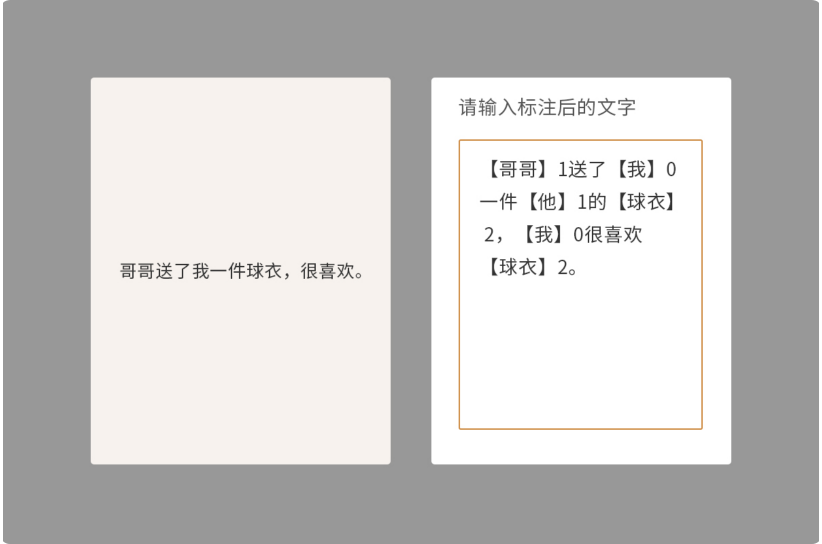 哥哥送了我一件球衣，很喜欢。
请输入标注后的文字
【哥哥】1送了【我】0
一件【他】1的【球衣】
2，【我】0很喜欢
【球衣】2。